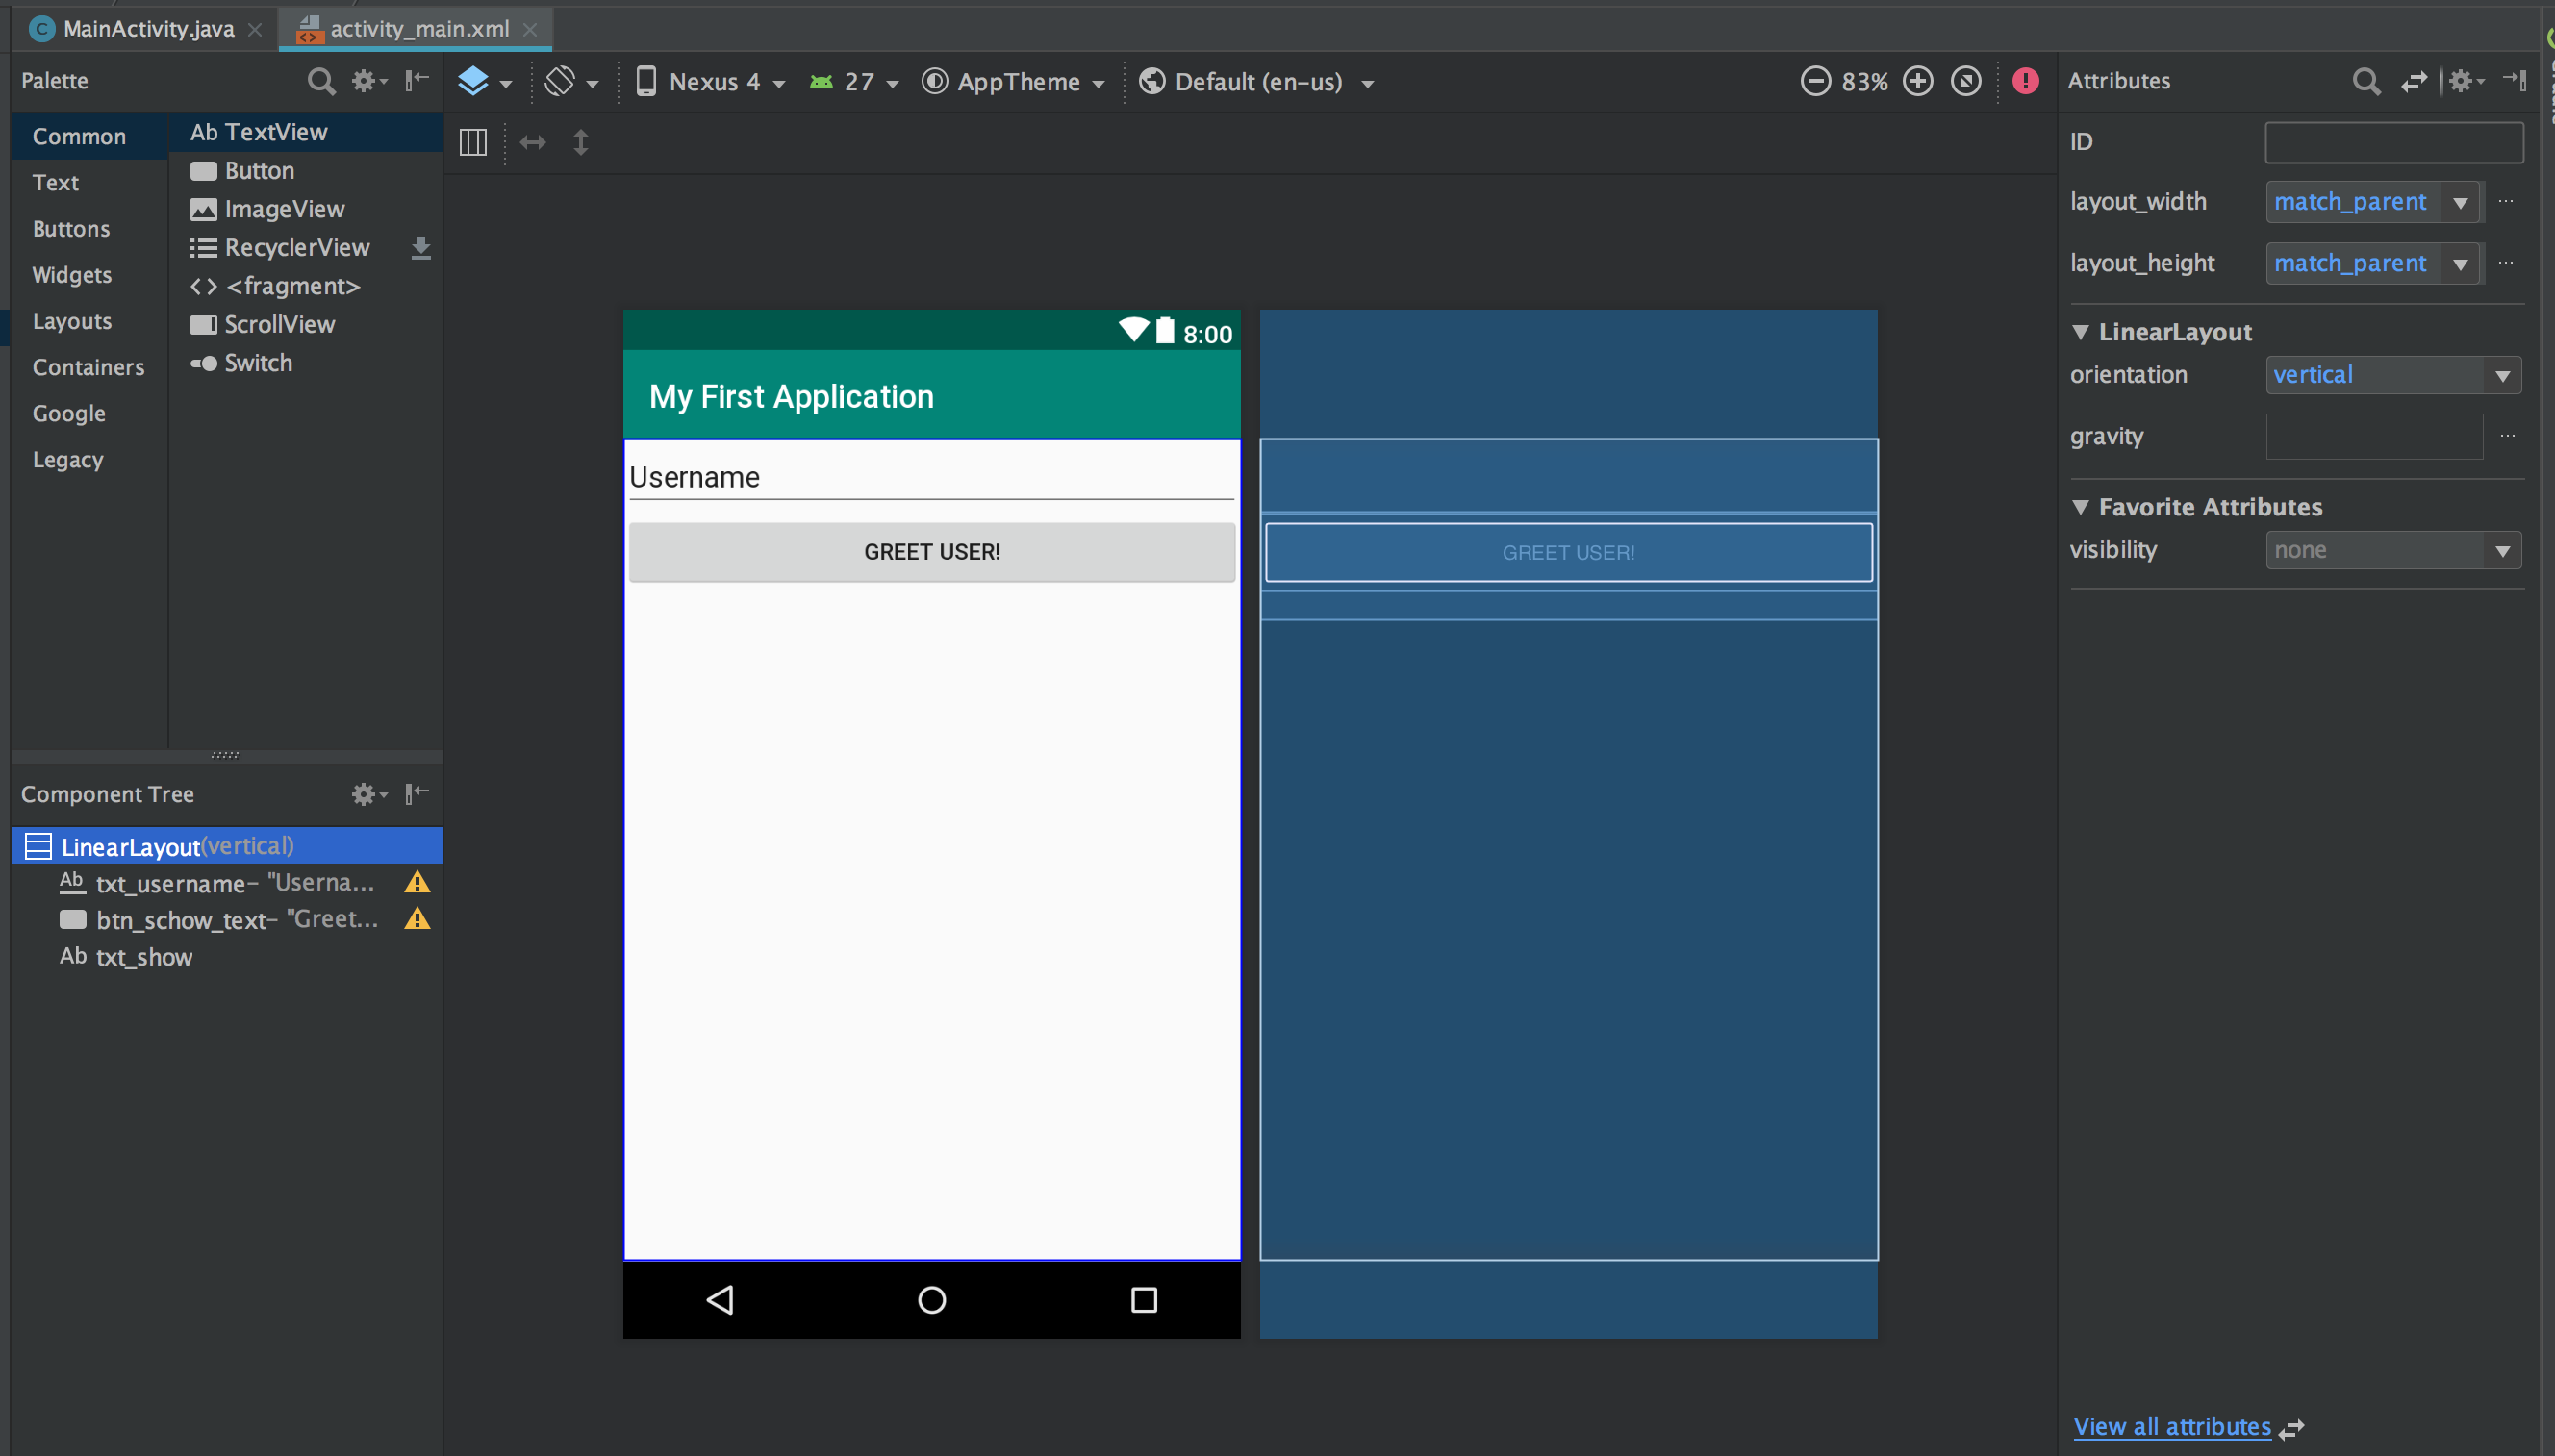 MainActivity.java
activity_main.xml
Palette
Nexus 4
27
AppTheme
Default (en-us)
83%
Attributes
Common
Text
Buttons
Widgets
Layouts
Containers
Google
Legacy
Ab TextView
Button
ImageView
RecyclerView
<fragment>
ScrollView
Switch
ID
layout_width
match_parent
...
layout_height
match_parent
...
LinearLayout
orientation
vertical
gravity
...
Favorite Attributes
visibility
none
8:00
My First Application
Username
GREET USER!
GREET USER!
Component Tree
LinearLayout(vertical)
Ab txt_username– "Userna...
btn_schow_text– "Greet...
Ab txt_show
View all attributes